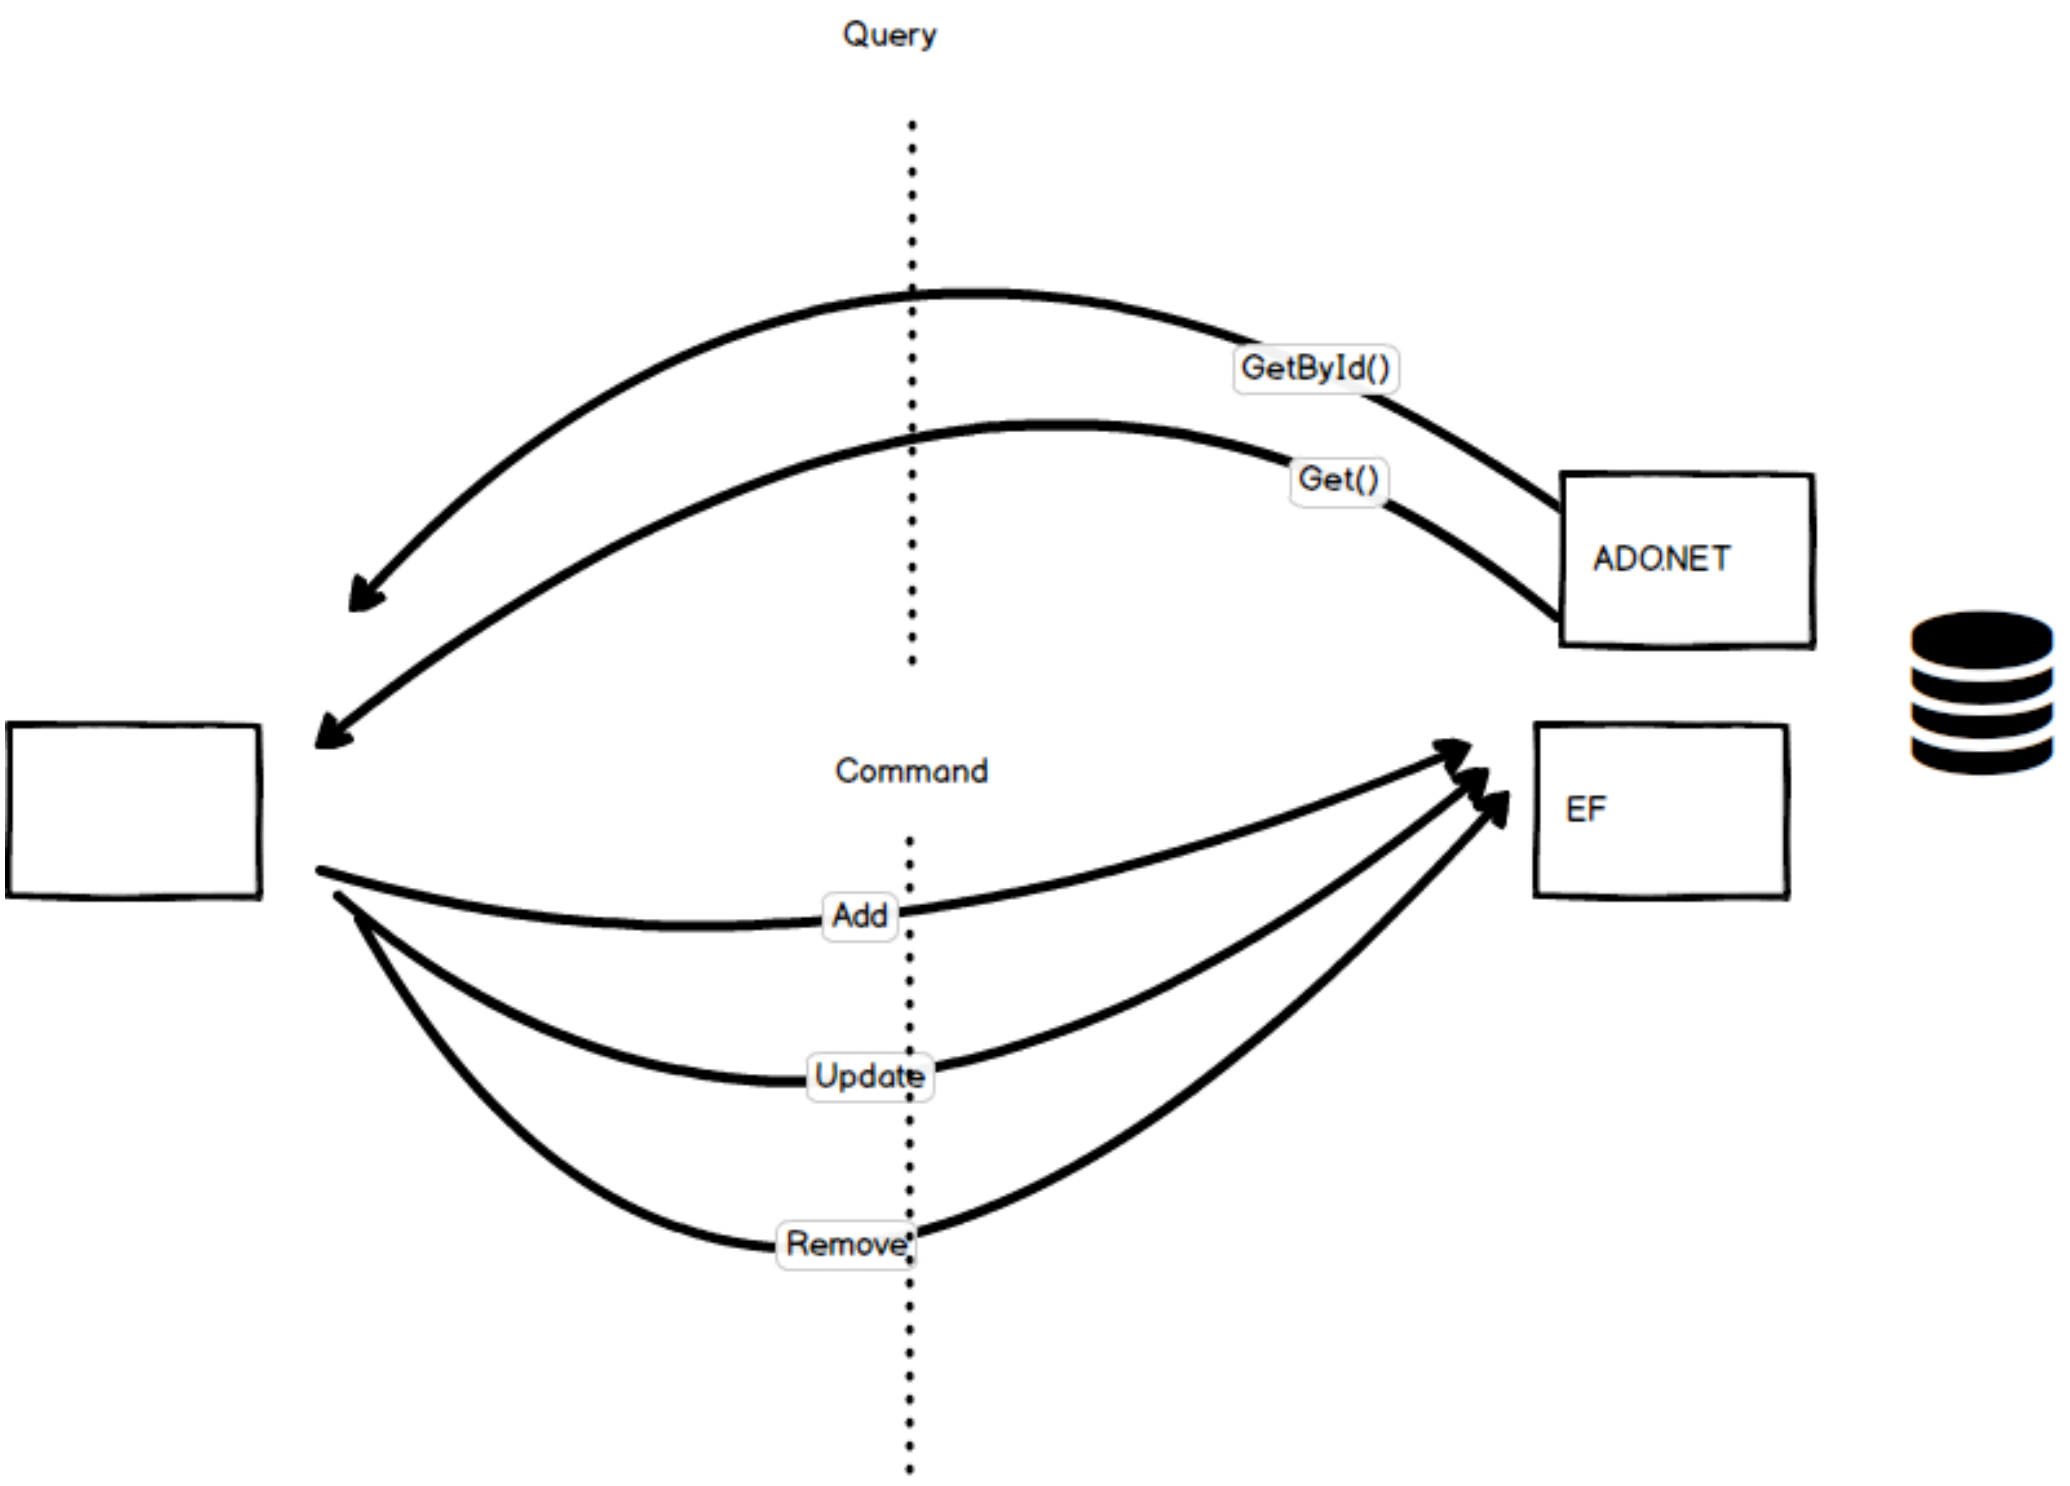 Query
GetById()
Get()
ADO.NET
Command
EF
Add
Update
Remove